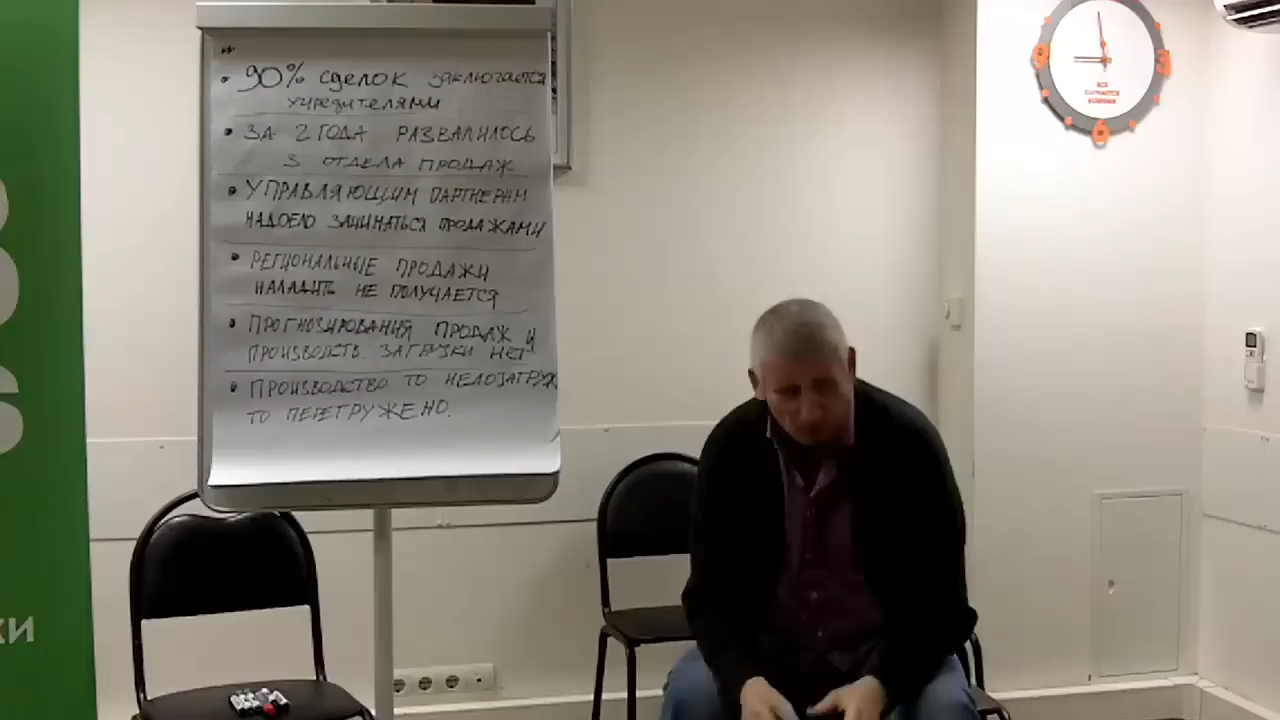 • 90% сделок заключается
учредителями
• ЗА 2 ГОДА РАЗВАЛИЛОСЬ
3 ОТДЕЛА ПРОДАЖ
• УПРАВЛЯЮЩИМ ПАРТНЕРАМ
НАДОЕЛО ЗАНИМАТЬСЯ ПРОДАЖАМИ
• РЕГИОНАЛЬНЫЕ ПРОДАЖИ
НАЛАДИТЬ НЕ ПОЛУЧАЕТСЯ
• ПРОГНОЗИРОВАНИЯ ПРОДАЖ И
ПРОИЗВОДСТВ. ЗАГРУЗКИ НЕТ
• ПРОИЗВОДСТВО ТО НЕДОЗАГРУЖ
ТО ПЕРЕГРУЖЕНО.
ки